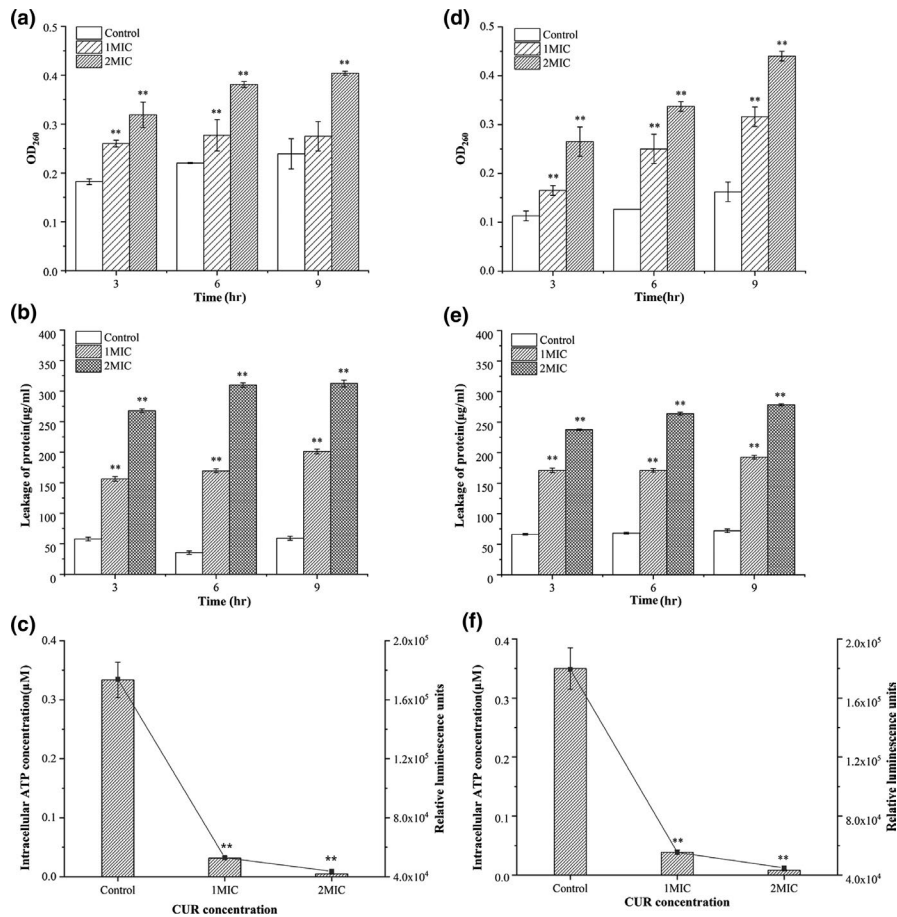 (a)
Control
1MIC
2MIC
0.5
0.4
0.3
0.2
0.1
0.0
OD260
** ** ** ** **
3 6 9
Time(hr)
(d)
Control
1MIC
2MIC
0.5
0.4
0.3
0.2
0.1
0.0
OD260
** ** ** ** ** **
3 6 9
Time(hr)
(b)
Control
1MIC
2MIC
400
350
300
250
200
150
100
50
0
Leakage of protein(μg/ml)
** ** ** ** ** **
3 6 9
Time (hr)
(e)
Control
1MIC
2MIC
400
350
300
250
200
150
100
50
0
Leakage of protein(μg/ml)
** ** ** ** ** **
3 6 9
Time (hr)
(c)
0.4
0.3
0.2
0.1
0.0
Intracellular ATP concentration(μM)
2.0x10⁵
1.6x10⁵
1.2x10⁵
8.0x10⁴
4.0x10⁴
Relative luminescence units
** **
Control 1MIC 2MIC
CUR concentration
(f)
0.4
0.3
0.2
0.1
0.0
Intracellular ATP concentration(μM)
2.0x10⁵
1.6x10⁵
1.2x10⁵
8.0x10⁴
4.0x10⁴
Relative luminescence units
** **
Control 1MIC 2MIC
CUR concentration